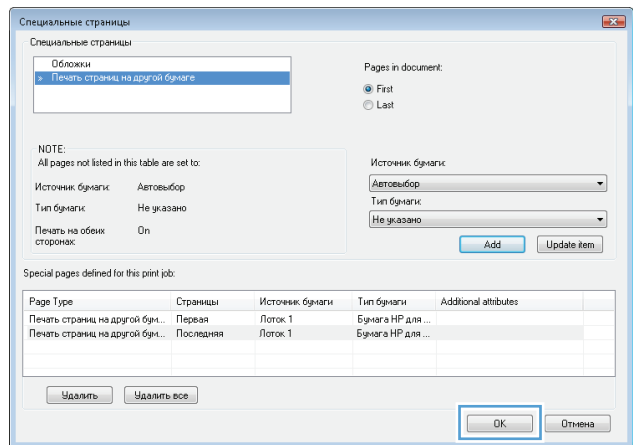 Специальные страницы
Специальные страницы
Обложки
» Печать страниц на другой бумаге
Pages in document:
First
Last
NOTE:
All pages not listed in this table are set to:
Источник бумаги: Автовыбор
Тип бумаги: Не указано
Печать на обеих сторонах: On
Источник бумаги:
Автовыбор
Тип бумаги:
Не указано
Add Update item
Special pages defined for this print job:
Page Type Страницы Источник бумаги Тип бумаги Additional attributes
Печать страниц на другой бум... Первая Лоток 1 Бумага HP для ...
Печать страниц на другой бум... Последняя Лоток 1 Бумага HP для ...
Удалить Удалить все
OK Отмена